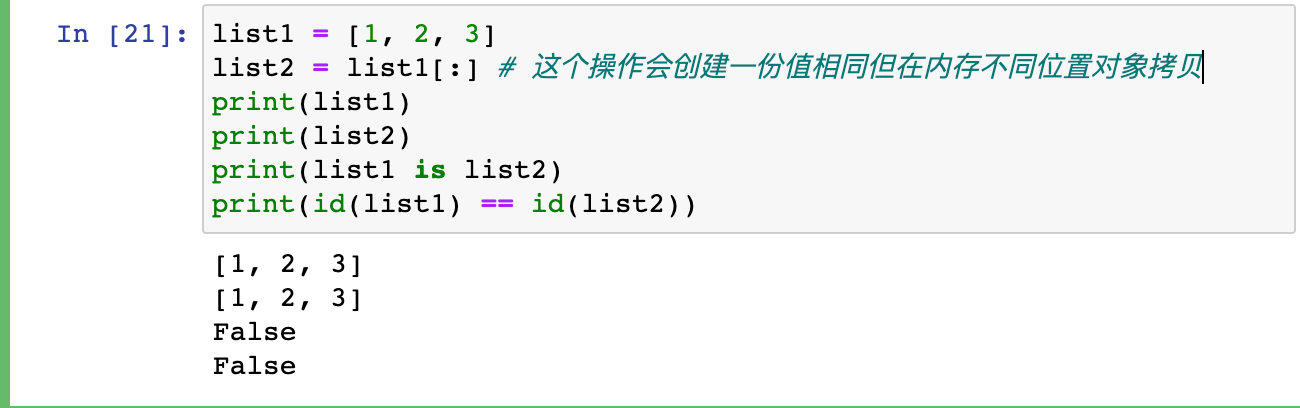 In [21]: list1 = [1, 2, 3]
list2 = list1[:] # 这个操作会创建一份值相同但在内存不同位置对象拷贝
print(list1)
print(list2)
print(list1 is list2)
print(id(list1) == id(list2))
[1, 2, 3]
[1, 2, 3]
False
False